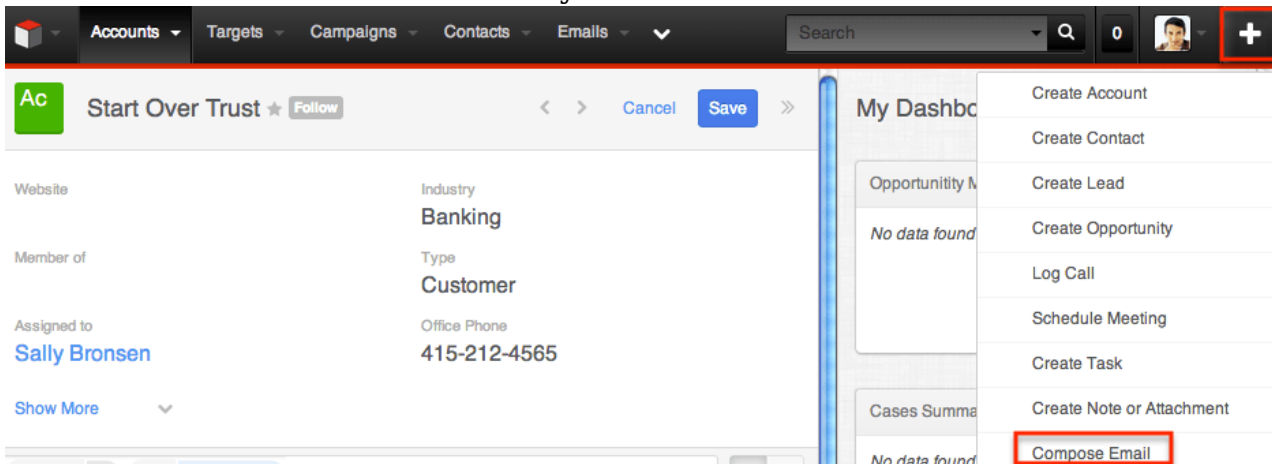 Accounts Targets Campaigns Contacts Emails Search 0
Ac Start Over Trust Follow Cancel Save
Website
Industry
Banking
Member of
Type
Customer
Assigned to
Sally Bronsen
Office Phone
415-212-4565
Show More
My Dashbo
Opportunitity M
No data found
Cases Summa
No data found
Create Account
Create Contact
Create Lead
Create Opportunity
Log Call
Schedule Meeting
Create Task
Create Note or Attachment
Compose Email